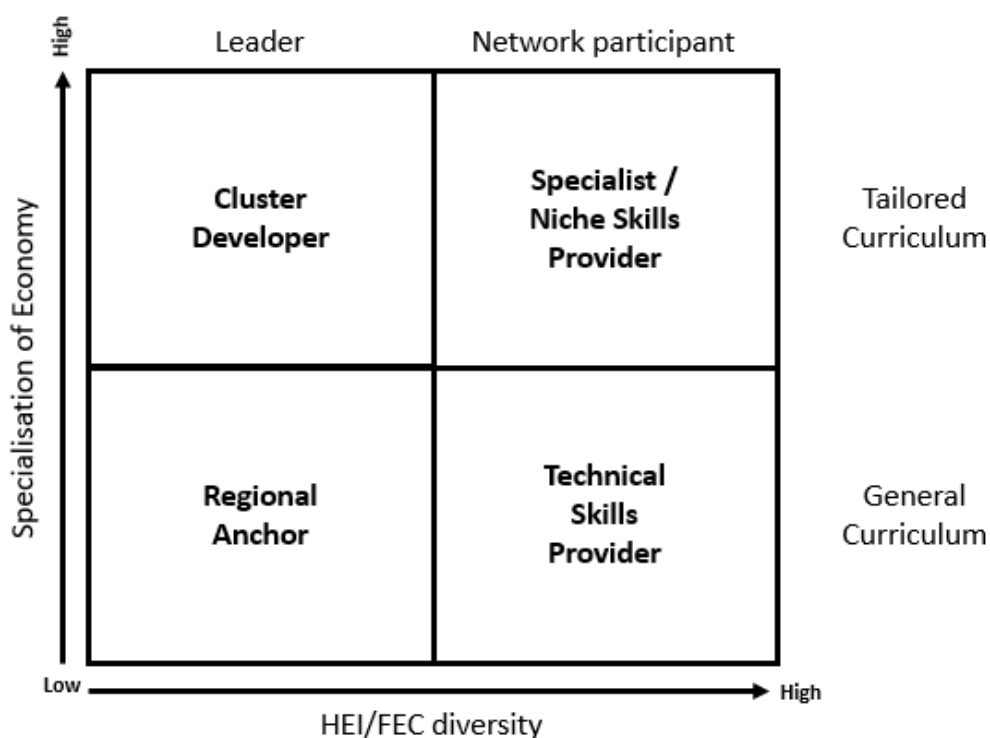 High
Leader
Network participant
Specialisation of Economy
Cluster
Developer
Specialist /
Niche Skills
Provider
Tailored
Curriculum
Regional
Anchor
Technical
Skills
Provider
General
Curriculum
Low
High
HEI/FEC diversity